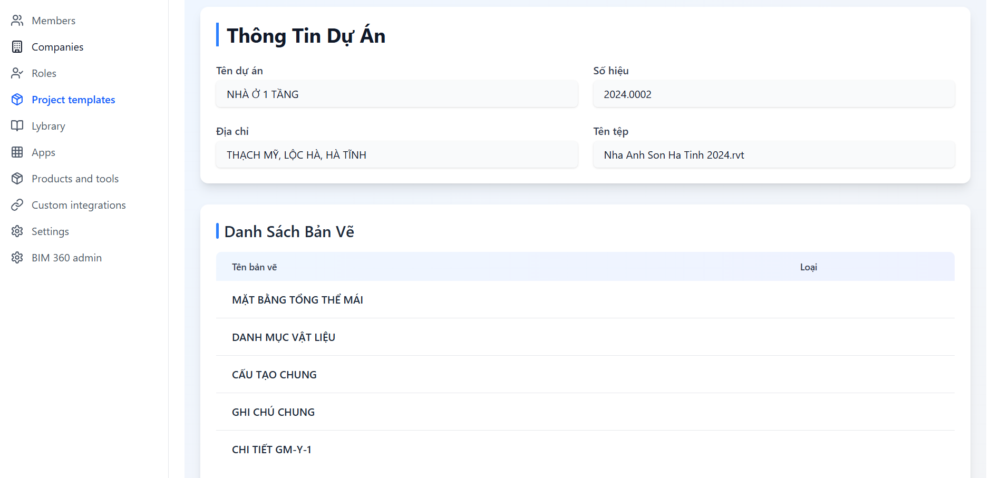 Members
Companies
Roles
Project templates
Lybrary
Apps
Products and tools
Custom integrations
Settings
BIM 360 admin
Thông Tin Dự Án
Tên dự án
NHÀ Ở 1 TẦNG
Số hiệu
2024.0002
Địa chỉ
THẠCH MỸ, LỘC HÀ, HÀ TĨNH
Tên tệp
Nha Anh Son Ha Tinh 2024.rvt
Danh Sách Bản Vẽ
Tên bản vẽ Loại
MẶT BẰNG TỔNG THỂ MÁI
DANH MỤC VẬT LIỆU
CẤU TẠO CHUNG
GHI CHÚ CHUNG
CHI TIẾT GM-Y-1